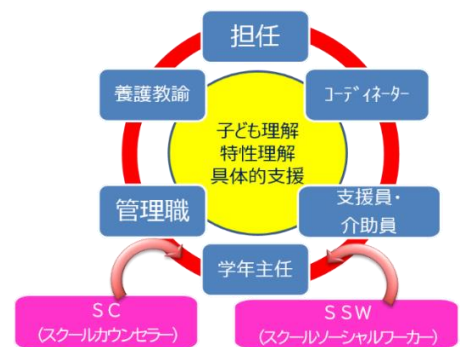 担任
養護教諭
ｺｰﾃﾞｨﾈｰﾀｰ
子ども理解
特性理解
具体的支援
管理職
支援員・
介助員
学年主任
ＳＣ
（スクールカウンセラー）
ＳＳＷ
（スクールソーシャルワーカー）